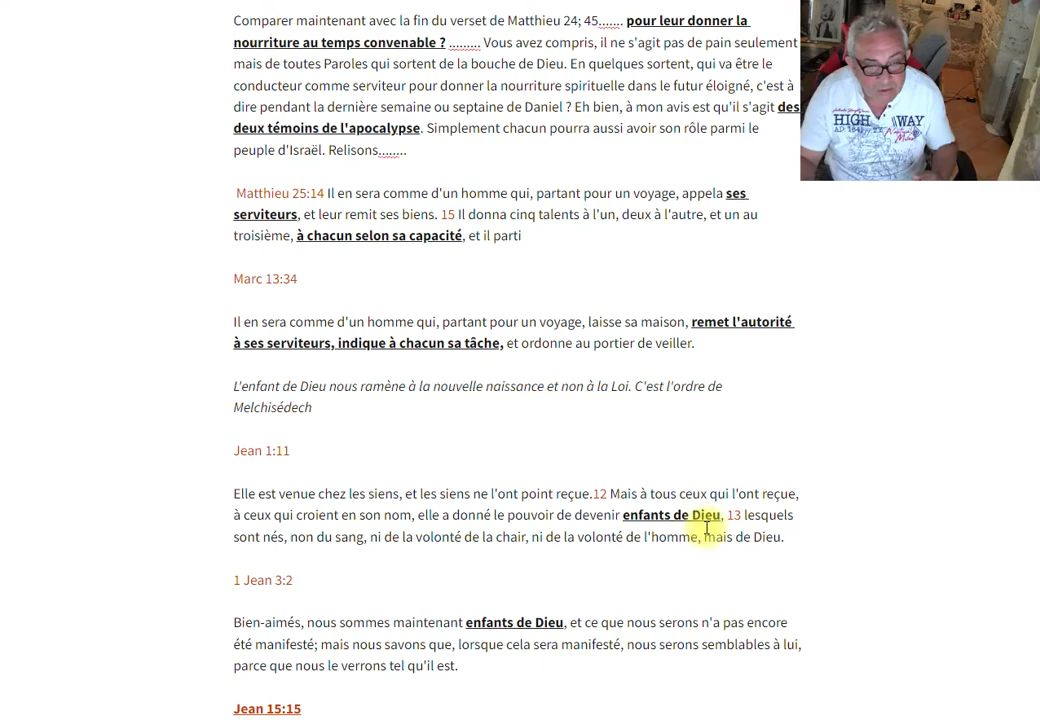 Comparer maintenant avec la fin du verset de Matthieu 24; 45....... pour leur donner la
nourriture au temps convenable ? ......... Vous avez compris, il ne s'agit pas de pain seulement
mais de toutes Paroles qui sortent de la bouche de Dieu. En quelques sortent, qui va être le
conducteur comme serviteur pour donner la nourriture spirituelle dans le futur éloigné, c'est à
dire pendant la dernière semaine ou septaine de Daniel ? Eh bien, à mon avis est qu'il s'agit des
deux témoins de l'apocalypse. Simplement chacun pourra aussi avoir son rôle parmi le
peuple d'Israël. Relisons........
Matthieu 25:14 Il en sera comme d'un homme qui, partant pour un voyage, appela ses
serviteurs, et leur remit ses biens. 15 Il donna cinq talents à l'un, deux à l'autre, et un au
troisième, à chacun selon sa capacité, et il parti
Marc 13:34
Il en sera comme d'un homme qui, partant pour un voyage, laisse sa maison, remet l'autorité
à ses serviteurs, indique à chacun sa tâche, et ordonne au portier de veiller.
L'enfant de Dieu nous ramène à la nouvelle naissance et non à la Loi. C'est l'ordre de
Melchisédech
Jean 1:11
Elle est venue chez les siens, et les siens ne l'ont point reçue.12 Mais à tous ceux qui l'ont reçue,
à ceux qui croient en son nom, elle a donné le pouvoir de devenir enfants de Dieu, 13 lesquels
sont nés, non du sang, ni de la volonté de la chair, ni de la volonté de l'homme, mais de Dieu.
1 Jean 3:2
Bien-aimés, nous sommes maintenant enfants de Dieu, et ce que nous serons n'a pas encore
été manifesté; mais nous savons que, lorsque cela sera manifesté, nous serons semblables à lui,
parce que nous le verrons tel qu'il est.
Jean 15:15
HIGH WAY